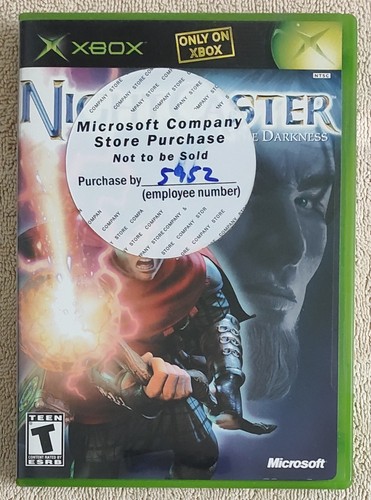 XBOX
ONLY ON
XBOX
NTSC
DARKNESS
Microsoft Company
Store Purchase
Not to be Sold
Purchase by 5952
(employee number)
TEEN
T
CONTENT RATED BY
ESRB
Microsoft